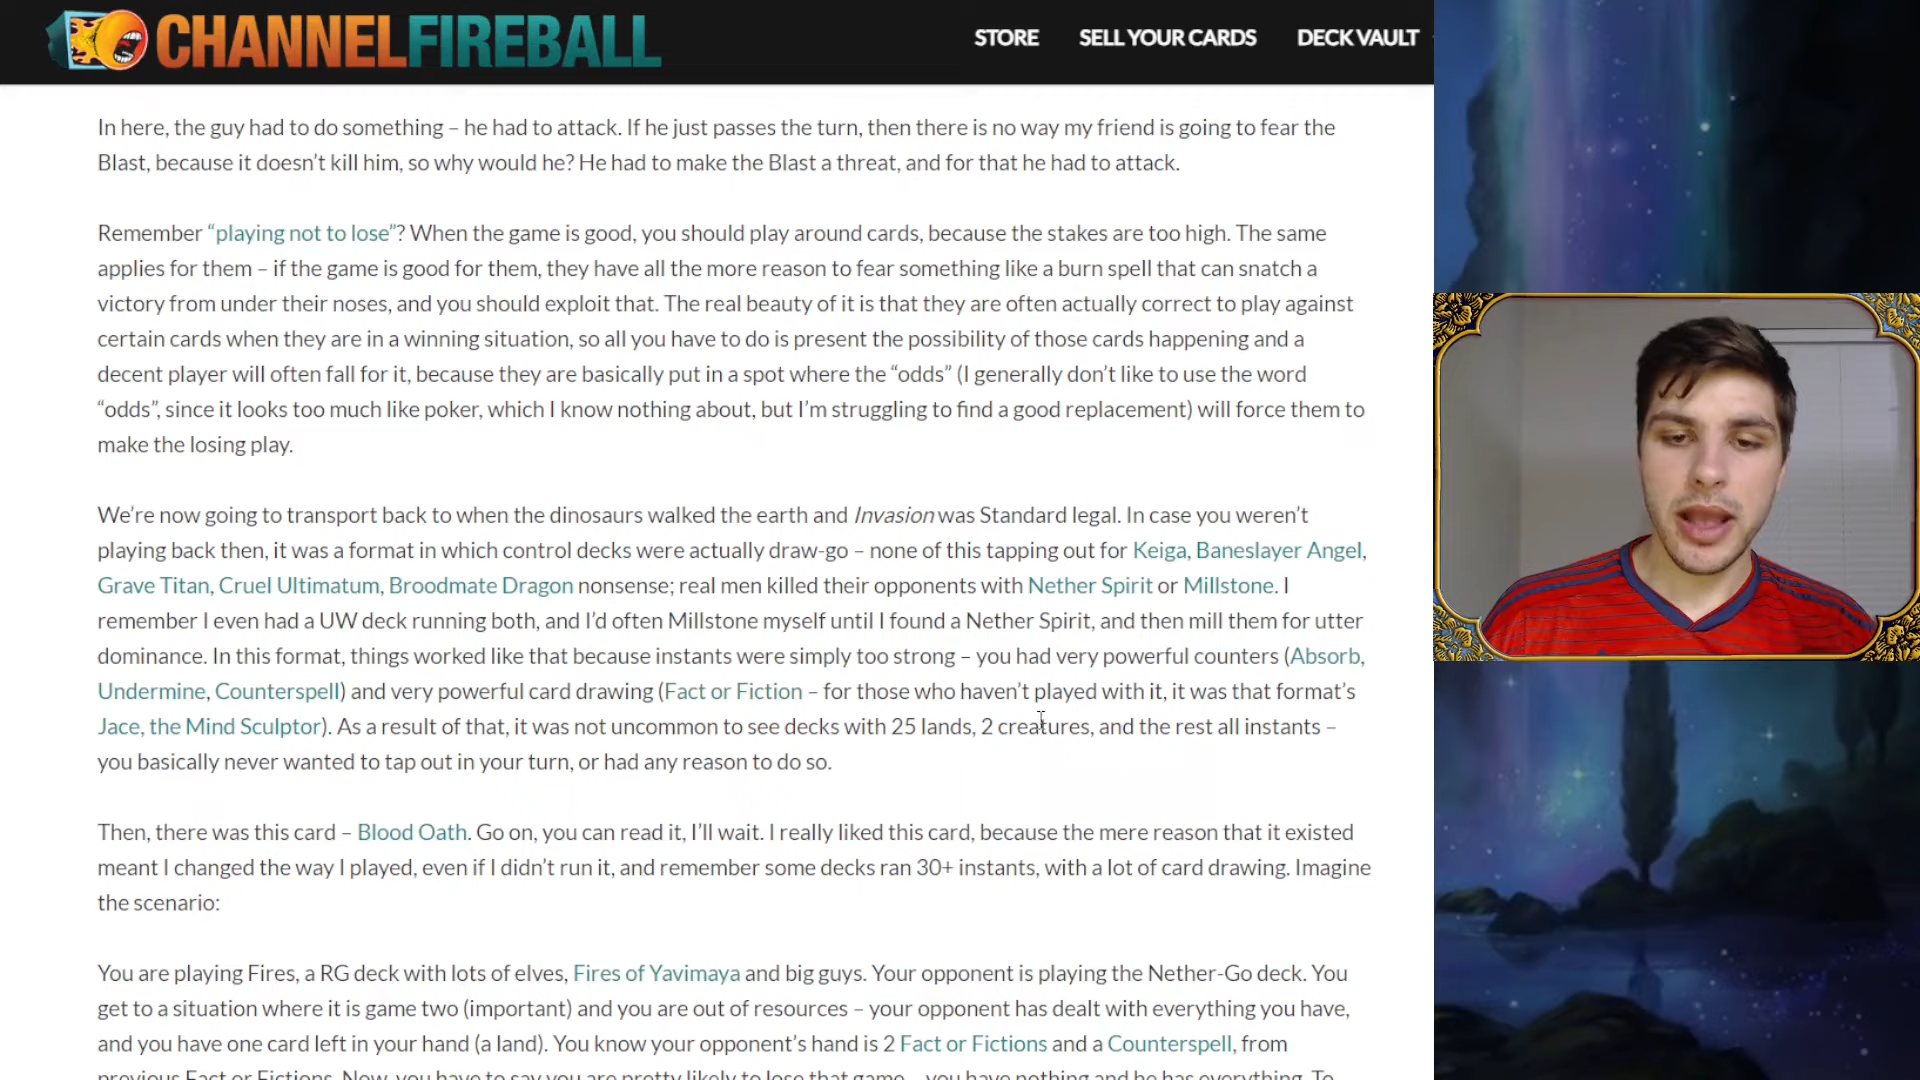 CHANNELFIREBALL
STORE SELL YOUR CARDS DECK VAULT
In here, the guy had to do something – he had to attack. If he just passes the turn, then there is no way my friend is going to fear the
Blast, because it doesn’t kill him, so why would he? He had to make the Blast a threat, and for that he had to attack.
Remember “playing not to lose”? When the game is good, you should play around cards, because the stakes are too high. The same
applies for them – if the game is good for them, they have all the more reason to fear something like a burn spell that can snatch a
victory from under their noses, and you should exploit that. The real beauty of it is that they are often actually correct to play against
certain cards when they are in a winning situation, so all you have to do is present the possibility of those cards happening and a
decent player will often fall for it, because they are basically put in a spot where the “odds” (I generally don’t like to use the word
“odds”, since it looks too much like poker, which I know nothing about, but I’m struggling to find a good replacement) will force them to
make the losing play.
We’re now going to transport back to when the dinosaurs walked the earth and Invasion was Standard legal. In case you weren’t
playing back then, it was a format in which control decks were actually draw-go – none of this tapping out for Keiga, Baneslayer Angel,
Grave Titan, Cruel Ultimatum, Broodmate Dragon nonsense; real men killed their opponents with Nether Spirit or Millstone. I
remember I even had a UW deck running both, and I’d often Millstone myself until I found a Nether Spirit, and then mill them for utter
dominance. In this format, things worked like that because instants were simply too strong – you had very powerful counters (Absorb,
Undermine, Counterspell) and very powerful card drawing (Fact or Fiction – for those who haven’t played with it, it was that format’s
Jace, the Mind Sculptor). As a result of that, it was not uncommon to see decks with 25 lands, 2 creatures, and the rest all instants –
you basically never wanted to tap out in your turn, or had any reason to do so.
Then, there was this card – Blood Oath. Go on, you can read it, I’ll wait. I really liked this card, because the mere reason that it existed
meant I changed the way I played, even if I didn’t run it, and remember some decks ran 30+ instants, with a lot of card drawing. Imagine
the scenario:
You are playing Fires, a RG deck with lots of elves, Fires of Yavimaya and big guys. Your opponent is playing the Nether-Go deck. You
get to a situation where it is game two (important) and you are out of resources – your opponent has dealt with everything you have,
and you have one card left in your hand (a land). You know your opponent’s hand is 2 Fact or Fictions and a Counterspell, from
previous Fact or Fictions. Now, you have to say you are pretty likely to lose that game – you have nothing and he has everything. To